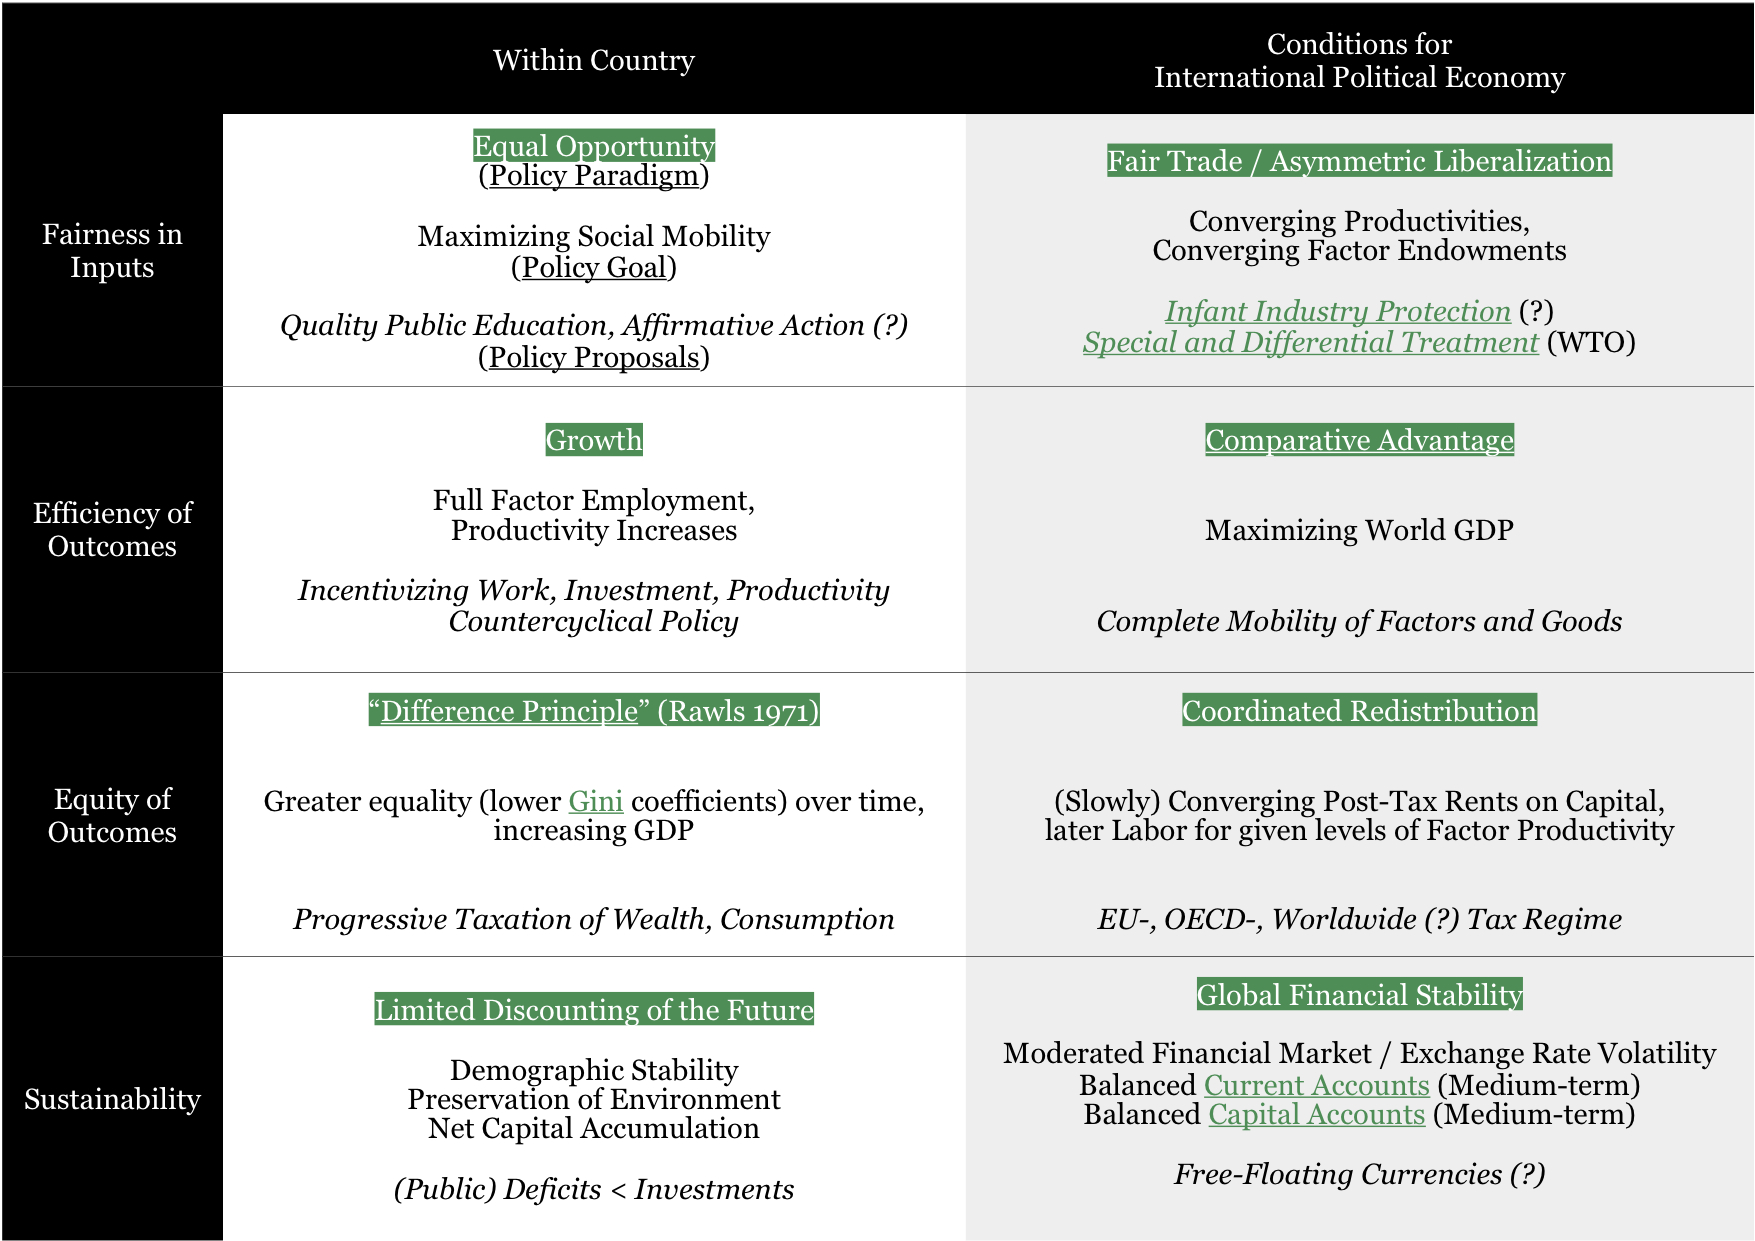 Within Country
Conditions for
International Political Economy
Fairness in
Inputs
Equal Opportunity
(Policy Paradigm)
Maximizing Social Mobility
(Policy Goal)
Quality Public Education, Affirmative Action (?)
(Policy Proposals)
Fair Trade / Asymmetric Liberalization
Converging Productivities,
Converging Factor Endowments
Infant Industry Protection (?)
Special and Differential Treatment (WTO)
Efficiency of
Outcomes
Growth
Full Factor Employment,
Productivity Increases
Incentivizing Work, Investment, Productivity
Countercyclical Policy
Comparative Advantage
Maximizing World GDP
Complete Mobility of Factors and Goods
Equity of
Outcomes
“Difference Principle” (Rawls 1971)
Greater equality (lower Gini coefficients) over time,
increasing GDP
Progressive Taxation of Wealth, Consumption
Coordinated Redistribution
(Slowly) Converging Post-Tax Rents on Capital,
later Labor for given levels of Factor Productivity
EU-, OECD-, Worldwide (?) Tax Regime
Sustainability
Limited Discounting of the Future
Demographic Stability
Preservation of Environment
Net Capital Accumulation
(Public) Deficits < Investments
Global Financial Stability
Moderated Financial Market / Exchange Rate Volatility
Balanced Current Accounts (Medium-term)
Balanced Capital Accounts (Medium-term)
Free-Floating Currencies (?)